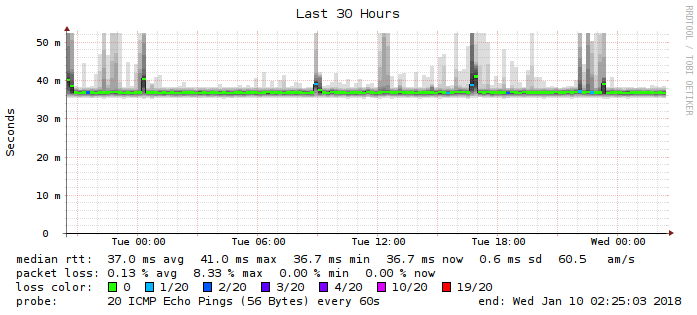 Last 30 Hours
RRDTOOL / TOBI OETIKER
Seconds
50 m
40 m
30 m
20 m
10 m
0
Tue 00:00 Tue 06:00 Tue 12:00 Tue 18:00 Wed 00:00
median rtt: 37.0 ms avg 41.0 ms max 36.7 ms min 36.7 ms now 0.6 ms sd 60.5 am/s
packet loss: 0.13 % avg 8.33 % max 0.00 % min 0.00 % now
loss color: 0 1/20 2/20 3/20 4/20 10/20 19/20
probe: 20 ICMP Echo Pings (56 Bytes) every 60s end: Wed Jan 10 02:25:03 2018